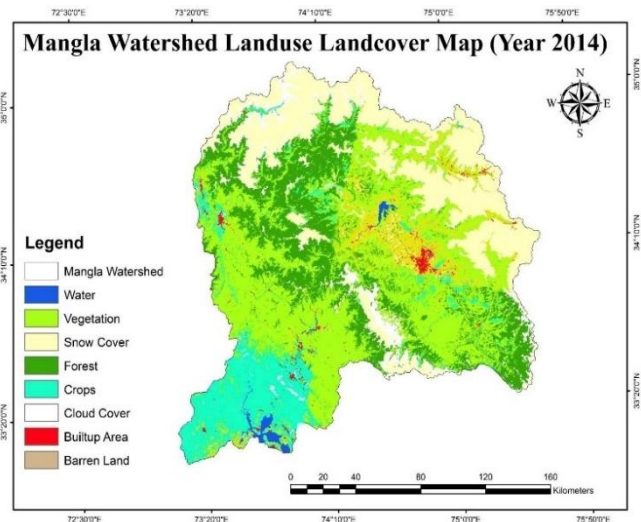 72°30'0"E 73°20'0"E 74°10'0"E 75°0'0"E 75°50'0"E
Mangla Watershed Landuse Landcover Map (Year 2014)
N
W E
S
35°0'0"N
35°0'0"N
34°10'0"N
34°10'0"N
33°20'0"N
Legend
Mangla Watershed
Water
Vegetation
Snow Cover
Forest
Crops
Cloud Cover
Builtup Area
Barren Land
0 20 40 80 120 160
Kilometers
72°30'0"E 73°20'0"E 74°10'0"E 75°0'0"E 75°50'0"E